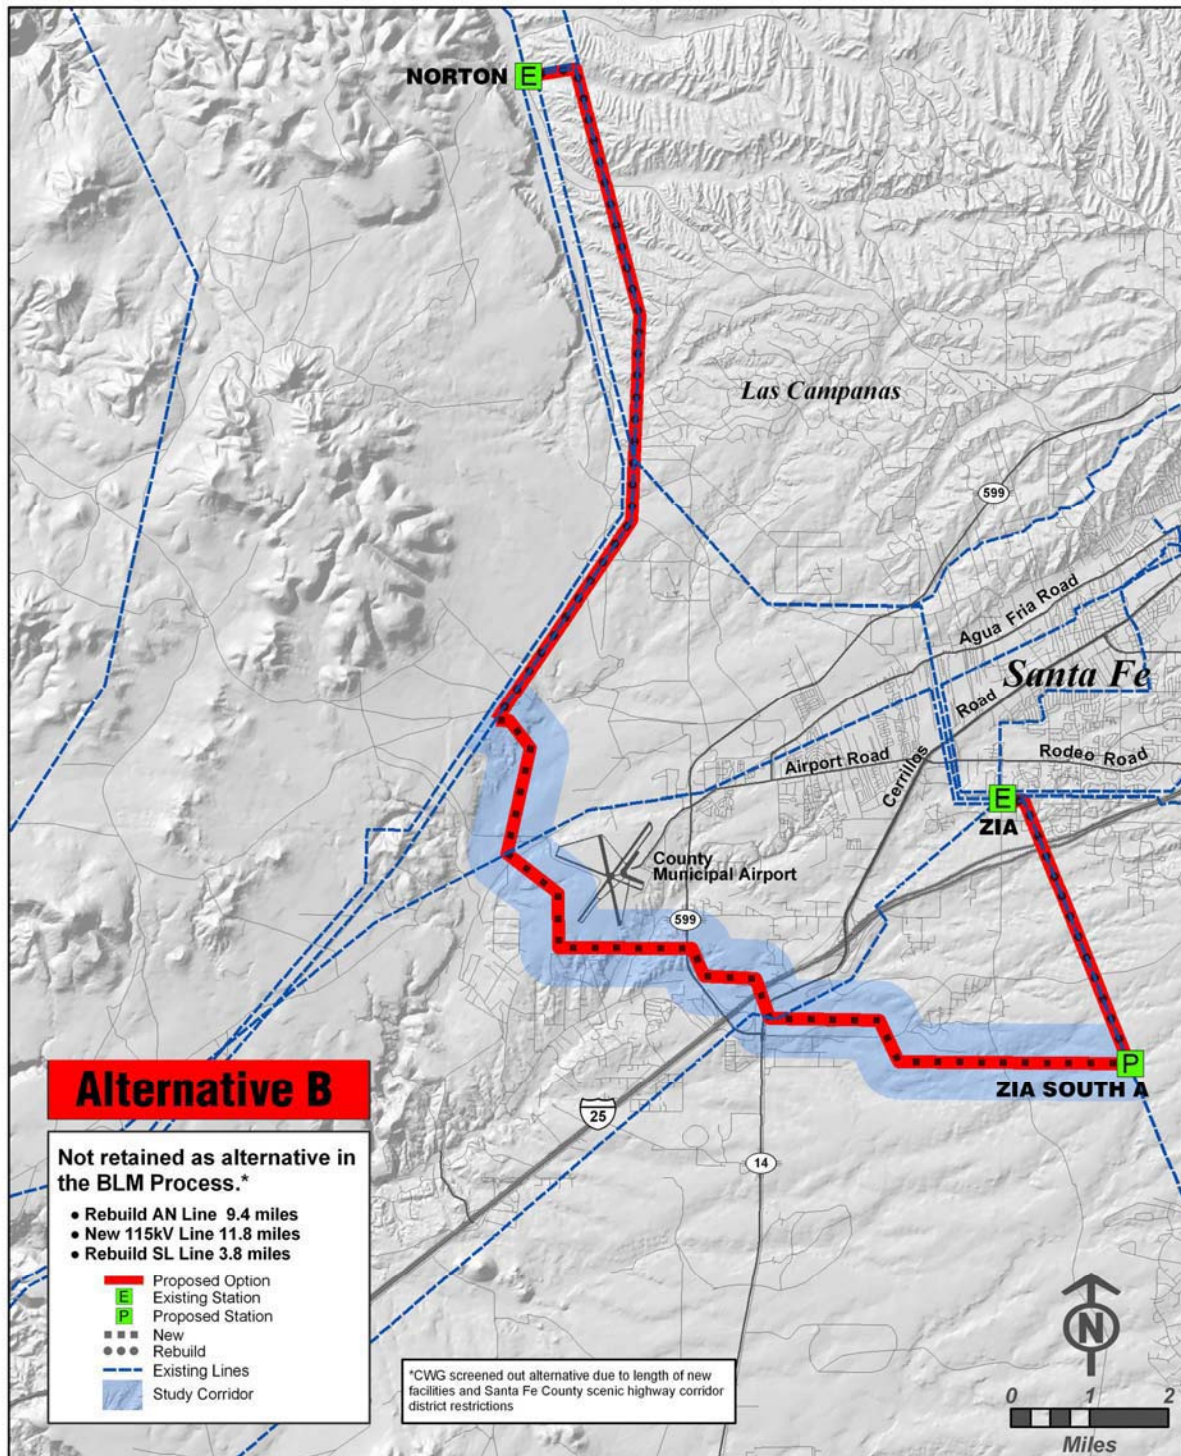 NORTON E
Las Campanas
599
Agua Fria Road
Santa Fe
Cerrillos Road
Airport Road
Rodeo Road
E
ZIA
County
Municipal Airport
599
P
ZIA SOUTH A
25
14
Alternative B
Not retained as alternative in
the BLM Process.*
• Rebuild AN Line 9.4 miles
• New 115kV Line 11.8 miles
• Rebuild SL Line 3.8 miles
Proposed Option
E Existing Station
P Proposed Station
New
Rebuild
Existing Lines
Study Corridor
*CWG screened out alternative due to length of new
facilities and Santa Fe County scenic highway corridor
district restrictions
N
0 1 2
Miles